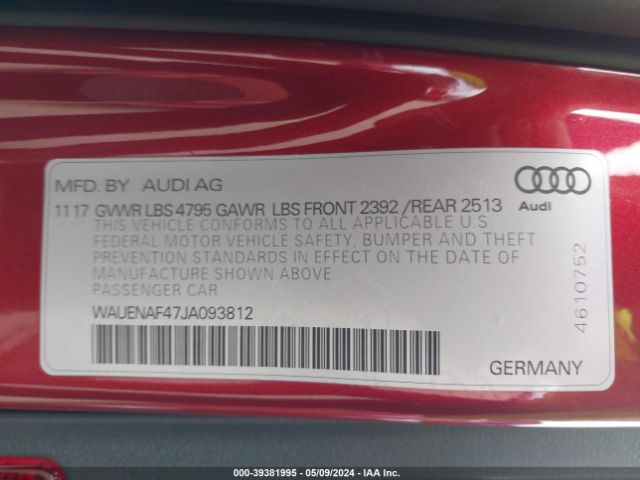 MFD. BY AUDI AG
1117 GVWR LBS 4795 GAWR LBS FRONT 2392 /REAR 2513
Audi
THIS VEHICLE CONFORMS TO ALL APPLICABLE U.S.
FEDERAL MOTOR VEHICLE SAFETY, BUMPER AND THEFT
PREVENTION STANDARDS IN EFFECT ON THE DATE OF
MANUFACTURE SHOWN ABOVE
PASSENGER CAR
4610752
WAUENAF47JA093812
GERMANY
000-39381995 - 05/09/2024 - IAA Inc.